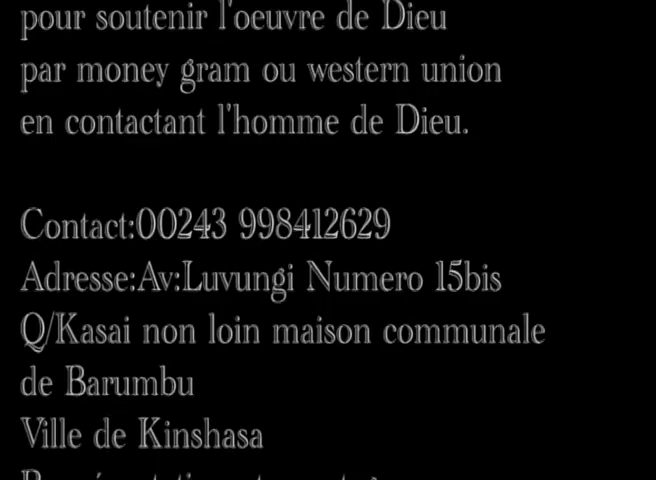 pour soutenir l'oeuvre de Dieu
par money gram ou western union
en contactant l'homme de Dieu.
Contact:00243 998412629
Adresse:Av:Luvungi Numero 15bis
Q/Kasai non loin maison communale
de Barumbu
Ville de Kinshasa